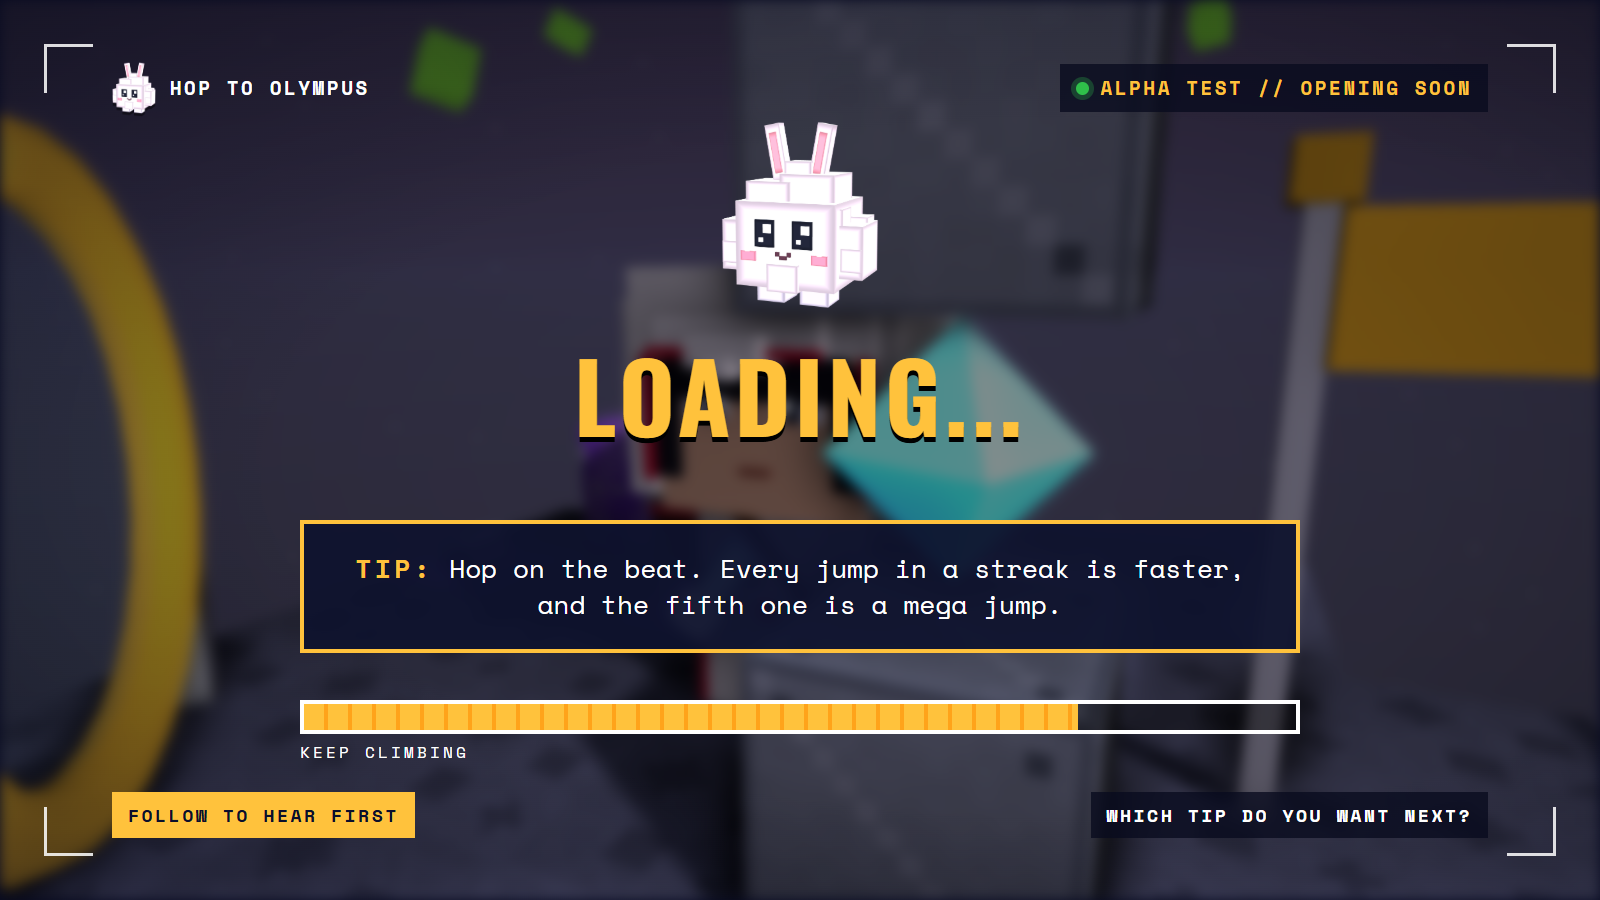 HOP TO OLYMPUS
ALPHA TEST // OPENING SOON
LOADING...
TIP: Hop on the beat. Every jump in a streak is faster,
and the fifth one is a mega jump.
KEEP CLIMBING
FOLLOW TO HEAR FIRST
WHICH TIP DO YOU WANT NEXT?